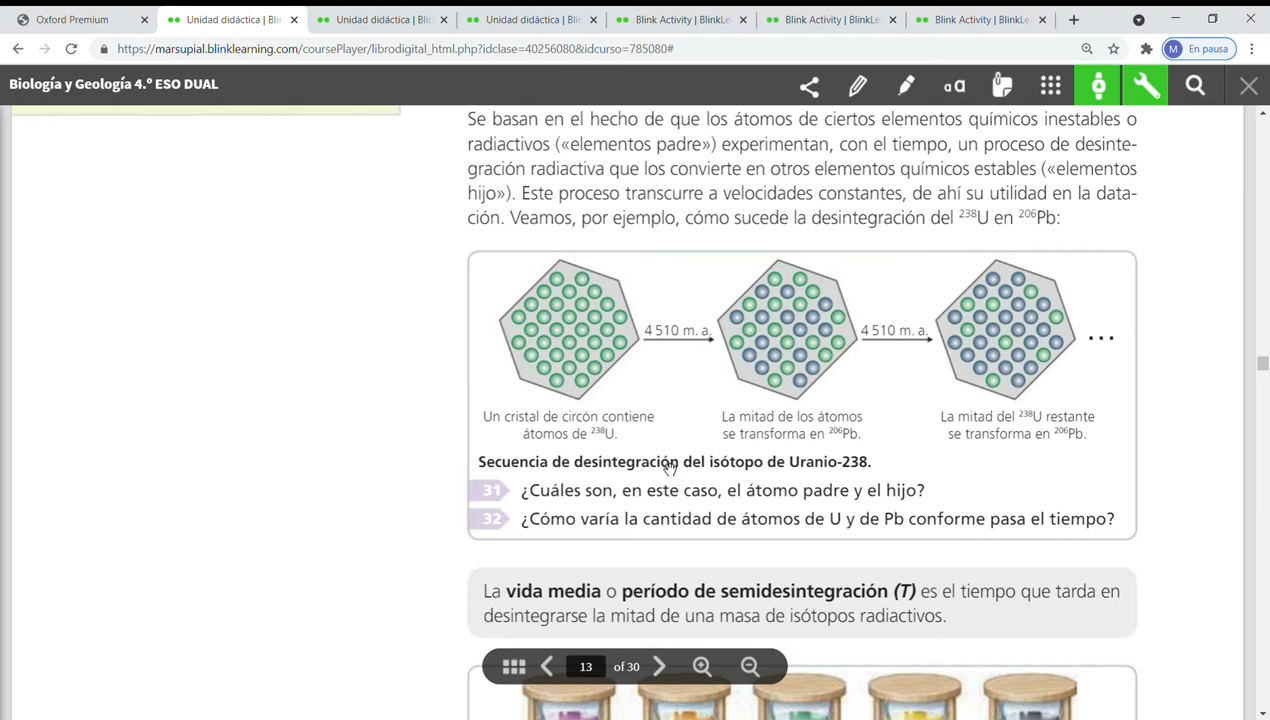 Oxford Premium
Unidad didáctica | Bli
Unidad didáctica | Bli
Unidad didáctica | Bli
Blink Activity | BlinkLe
Blink Activity | BlinkLe
Blink Activity | BlinkLe
https://marsupial.blinklearning.com/coursePlayer/librodigital_html.php?idclase=40256080&idcurso=785080#
M En pausa
Biología y Geología 4.º ESO DUAL
aa
Se basan en el hecho de que los átomos de ciertos elementos químicos inestables o
radiactivos («elementos padre») experimentan, con el tiempo, un proceso de desinte-
gración radiactiva que los convierte en otros elementos químicos estables («elementos
hijo»). Este proceso transcurre a velocidades constantes, de ahí su utilidad en la data-
ción. Veamos, por ejemplo, cómo sucede la desintegración del ²³⁸U en ²⁰⁶Pb:
4 510 m. a.
4 510 m. a.
...
Un cristal de circón contiene
átomos de ²³⁸U.
La mitad de los átomos
se transforma en ²⁰⁶Pb.
La mitad del ²³⁸U restante
se transforma en ²⁰⁶Pb.
Secuencia de desintegración del isótopo de Uranio-238.
31 ¿Cuáles son, en este caso, el átomo padre y el hijo?
32 ¿Cómo varía la cantidad de átomos de U y de Pb conforme pasa el tiempo?
La vida media o período de semidesintegración (T) es el tiempo que tarda en
desintegrarse la mitad de una masa de isótopos radiactivos.
13 of 30